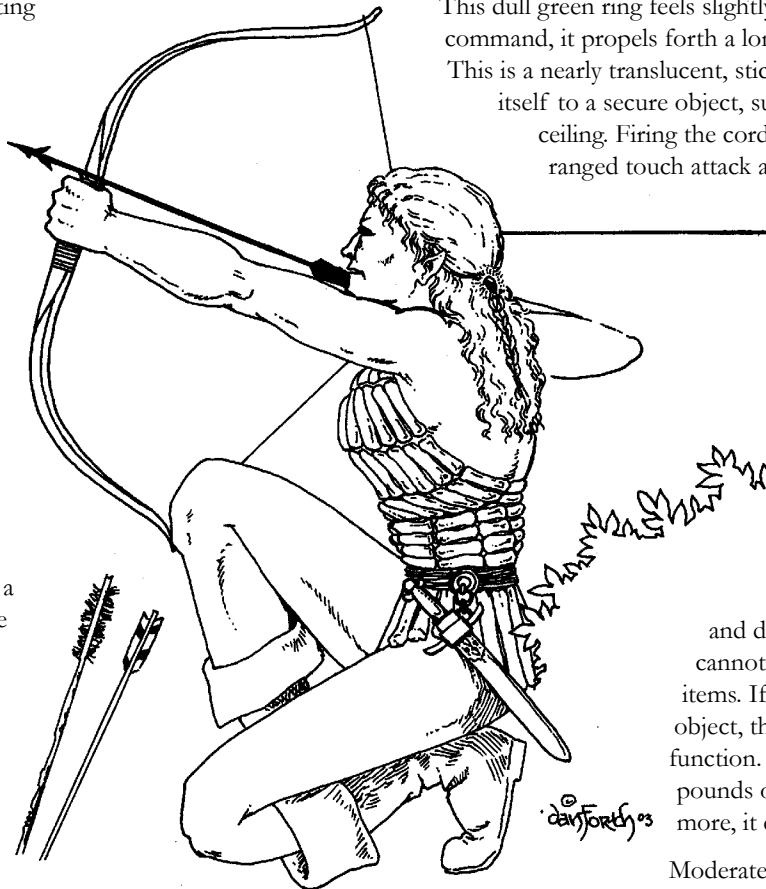 ting
a
e
This dull green ring feels slightly
command, it propels forth a lon
This is a nearly translucent, stic
itself to a secure object, su
ceiling. Firing the cord
ranged touch attack a
and d
cannot
items. If
object, th
function.
pounds o
more, it c
Moderate
© danforth 03